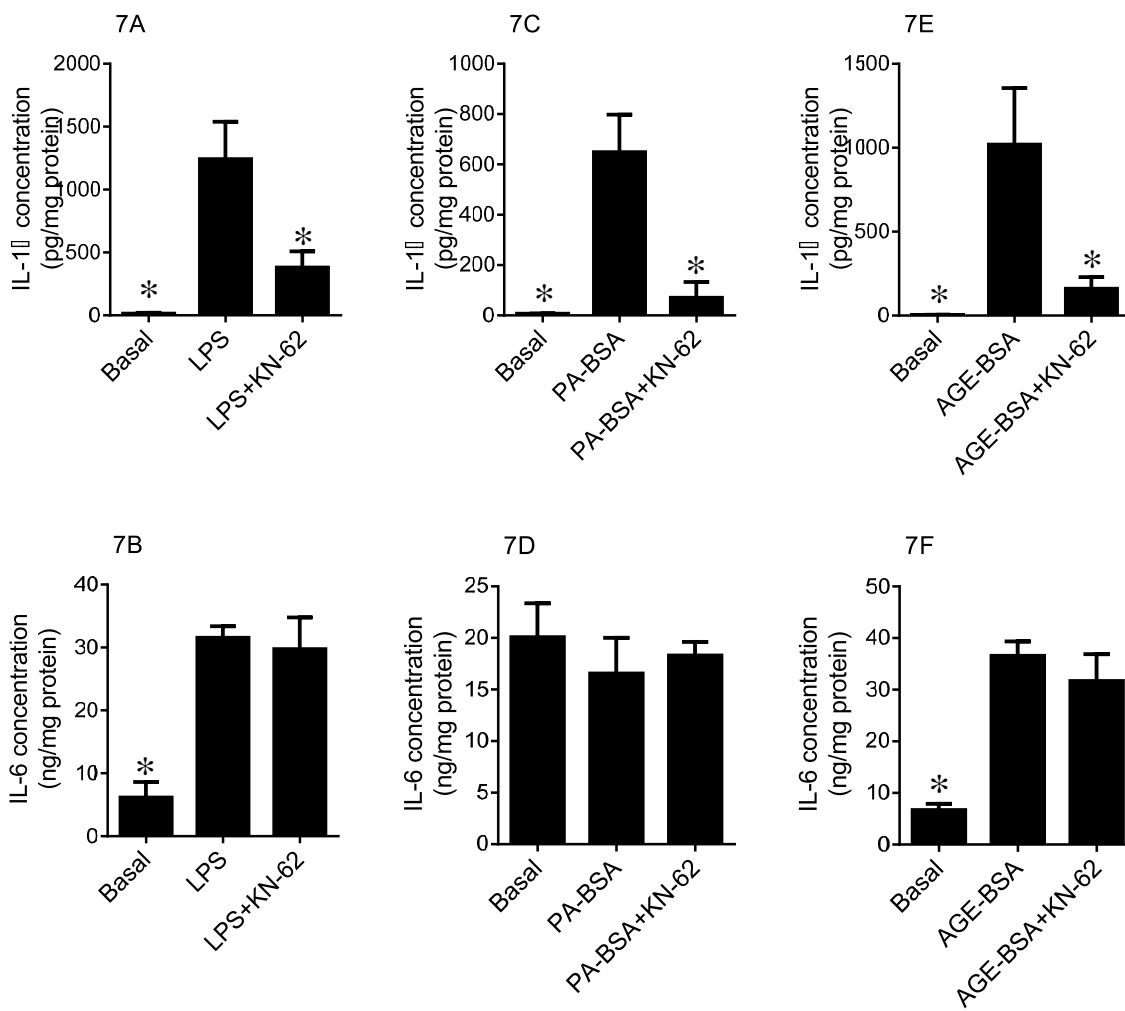 7A
IL-1▯ concentration
(pg/mg protein)
2000
1500
1000
500
0
*
*
Basal
LPS
LPS+KN-62
7C
IL-1▯ concentration
(pg/mg protein)
1000
800
600
400
200
0
*
*
Basal
PA-BSA
PA-BSA+KN-62
7E
IL-1▯ concentration
(pg/mg protein)
1500
1000
500
0
*
*
Basal
AGE-BSA
AGE-BSA+KN-62
7B
IL-6 concentration
(ng/mg protein)
40
30
20
10
0
*
Basal
LPS
LPS+KN-62
7D
IL-6 concentration
(ng/mg protein)
25
20
15
10
5
0
Basal
PA-BSA
PA-BSA+KN-62
7F
IL-6 concentration
(ng/mg protein)
50
40
30
20
10
0
*
Basal
AGE-BSA
AGE-BSA+KN-62